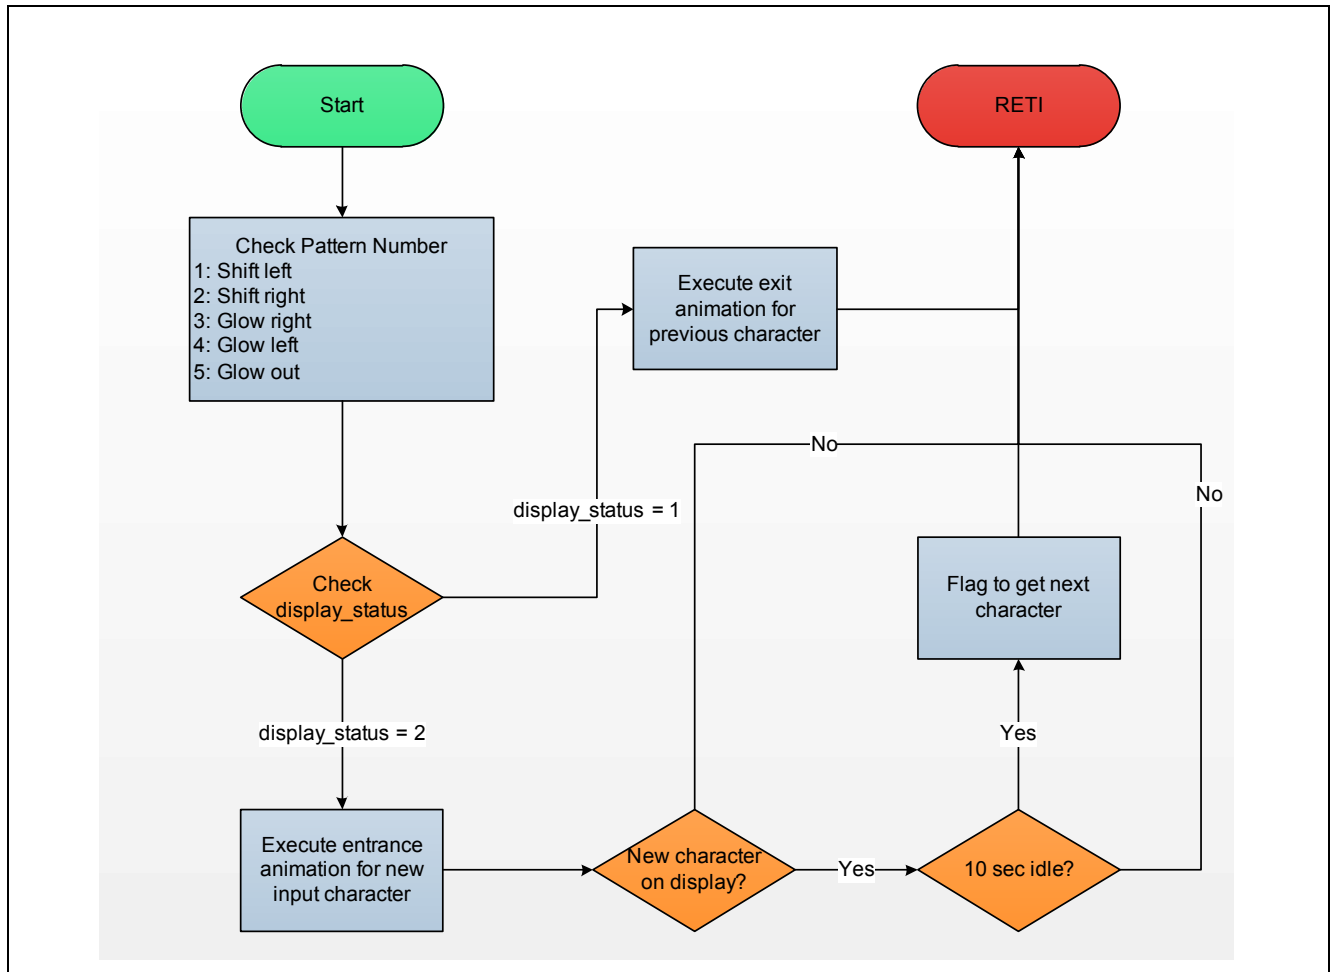 Start
RETI
Check Pattern Number
1: Shift left
2: Shift right
3: Glow right
4: Glow left
5: Glow out
Execute exit
animation for
previous character
No
No
display_status = 1
Check
display_status
Flag to get next
character
display_status = 2
Yes
Execute entrance
animation for new
input character
New character
on display?
Yes
10 sec idle?